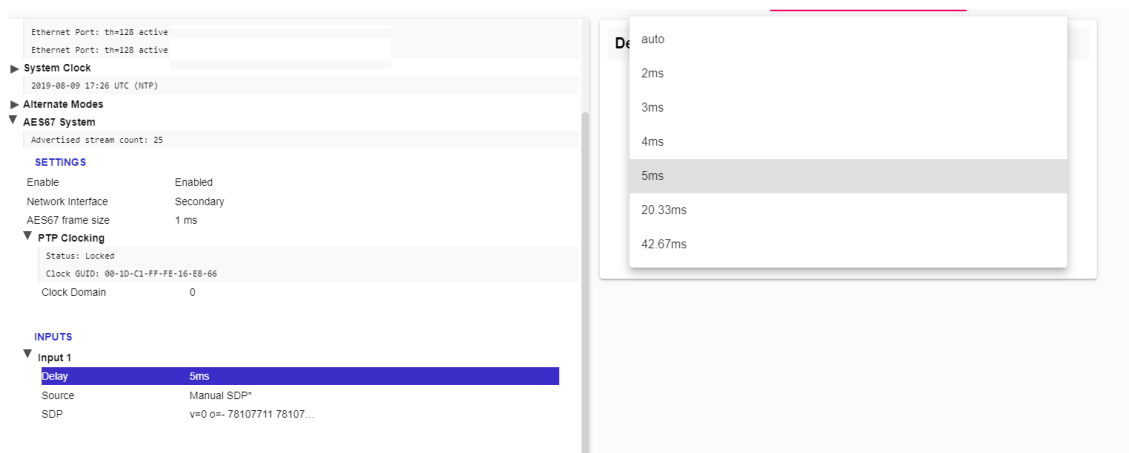 Ethernet Port: th=128 active
Ethernet Port: th=128 active
System Clock
2019-08-09 17:26 UTC (NTP)
Alternate Modes
AES67 System
Advertised stream count: 25
SETTINGS
Enable Enabled
Network Interface Secondary
AES67 frame size 1 ms
PTP Clocking
Status: Locked
Clock GUID: 00-1D-C1-FF-FE-16-E8-66
Clock Domain 0
INPUTS
Input 1
Delay 5ms
Source Manual SDP*
SDP v=0 o=- 78107711 78107...
De
auto
2ms
3ms
4ms
5ms
20.33ms
42.67ms